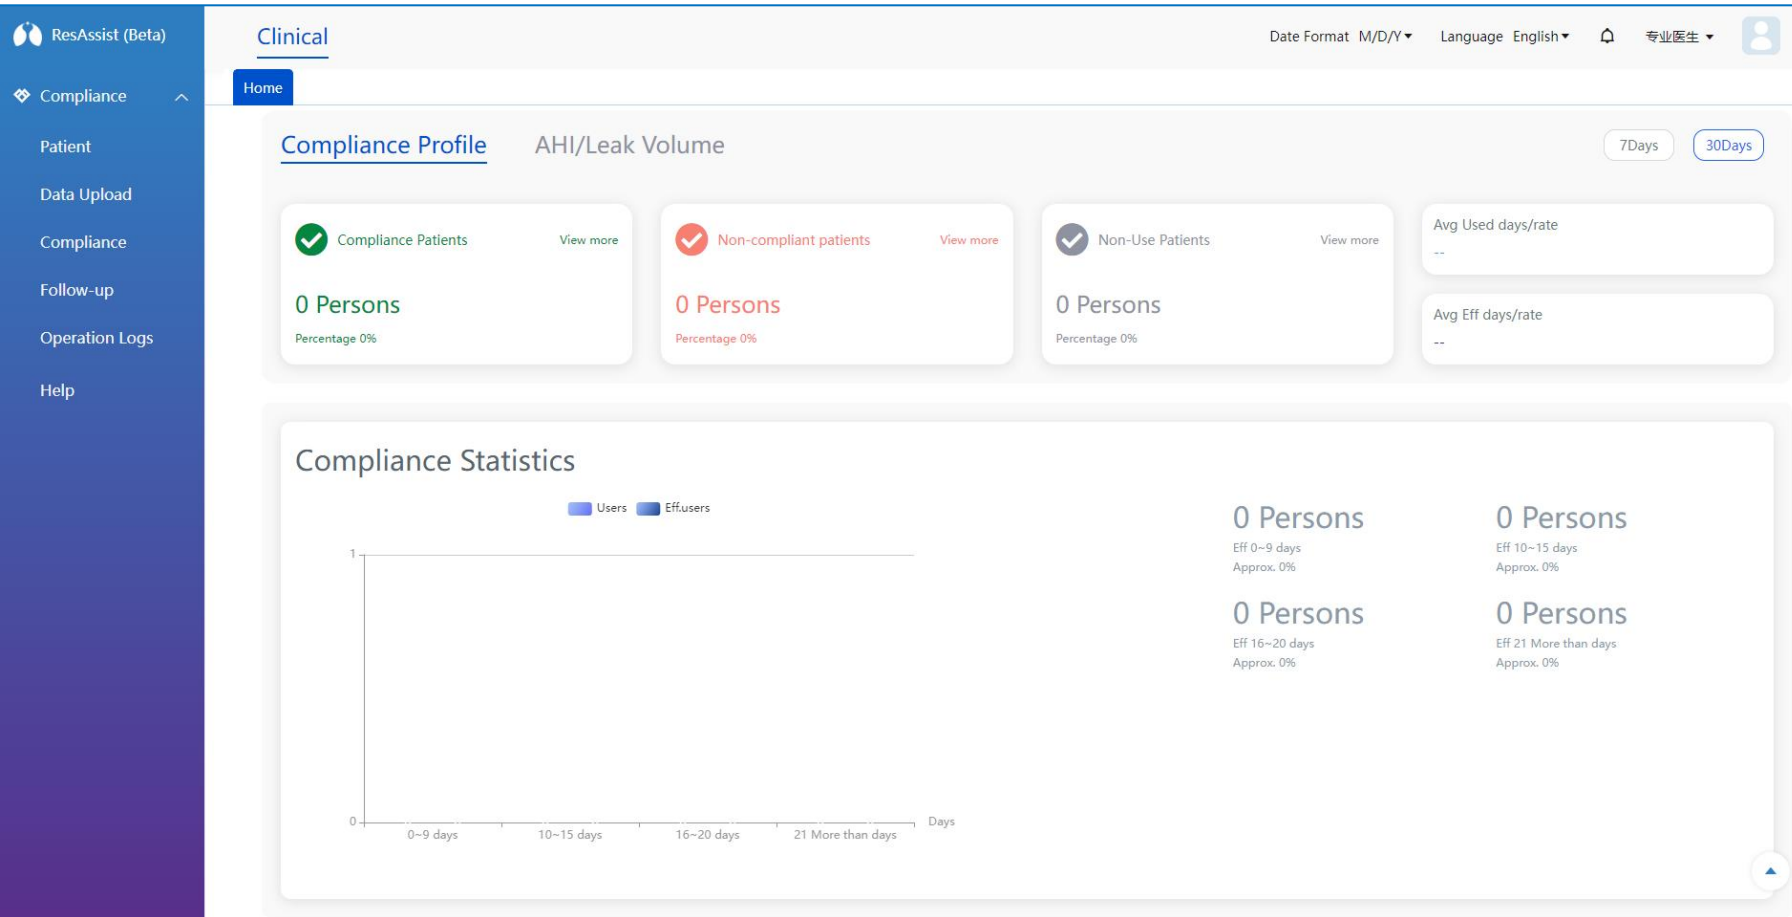 ResAssist (Beta)
Clinical
Date Format M/D/Y
Language English
专业医生
Compliance
Home
Patient
Data Upload
Compliance
Follow-up
Operation Logs
Help
Compliance Profile
AHI/Leak Volume
7Days
30Days
Compliance Patients
View more
0 Persons
Percentage 0%
Non-compliant patients
View more
0 Persons
Percentage 0%
Non-Use Patients
View more
0 Persons
Percentage 0%
Avg Used days/rate
--
Avg Eff days/rate
--
Compliance Statistics
Users
Eff.users
1
0
0~9 days
10~15 days
16~20 days
21 More than days
Days
0 Persons
Eff 0~9 days
Approx. 0%
0 Persons
Eff 10~15 days
Approx. 0%
0 Persons
Eff 16~20 days
Approx. 0%
0 Persons
Eff 21 More than days
Approx. 0%